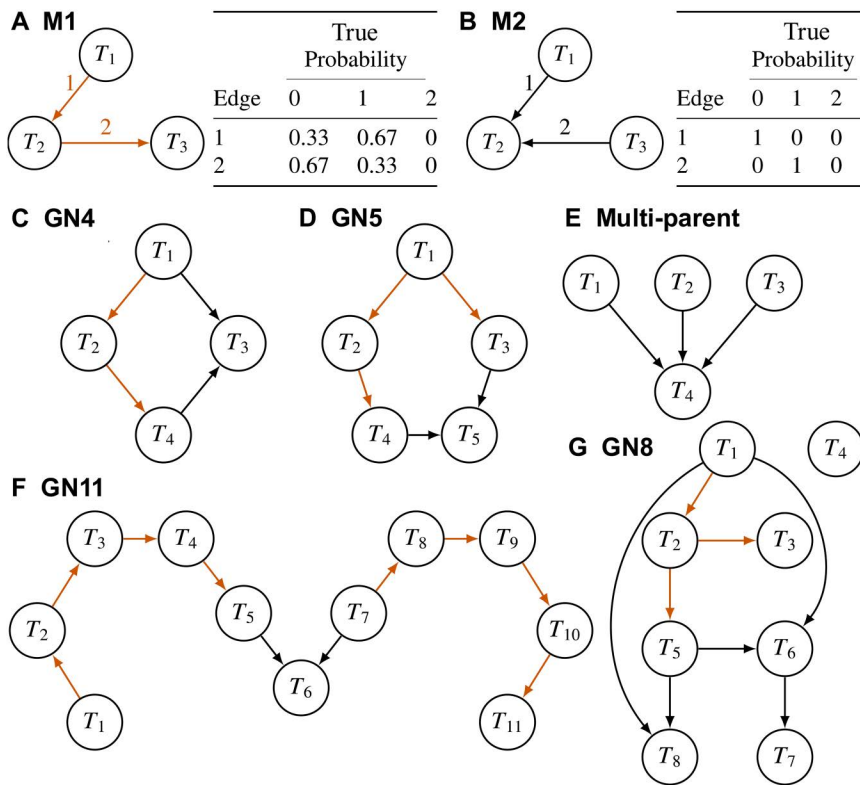 A M1
T1
1
T2
2
T3
True
Probability
Edge 0 1 2
1 0.33 0.67 0
2 0.67 0.33 0
B M2
T1
1
T2
2
T3
True
Probability
Edge 0 1 2
1 1 0 0
2 0 1 0
C GN4
T1
T2
T3
T4
D GN5
T1
T2
T3
T4
T5
E Multi-parent
T1
T2
T3
T4
F GN11
T3
T4
T8
T9
T2
T5
T7
T10
T6
T1
T11
G GN8
T1
T4
T2
T3
T5
T6
T8
T7